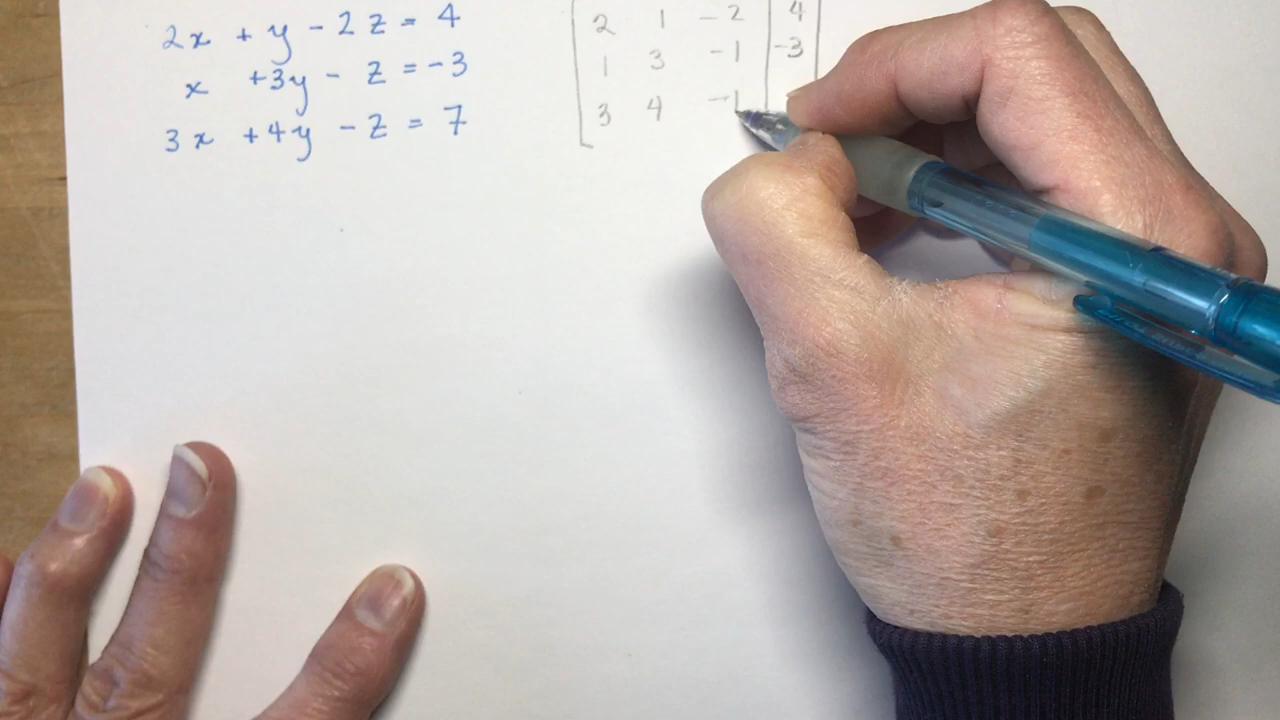 2x + y - 2z = 4
x + 3y - z = -3
3x + 4y - z = 7
2 1 -2 4
1 3 -1 -3
3 4 -1